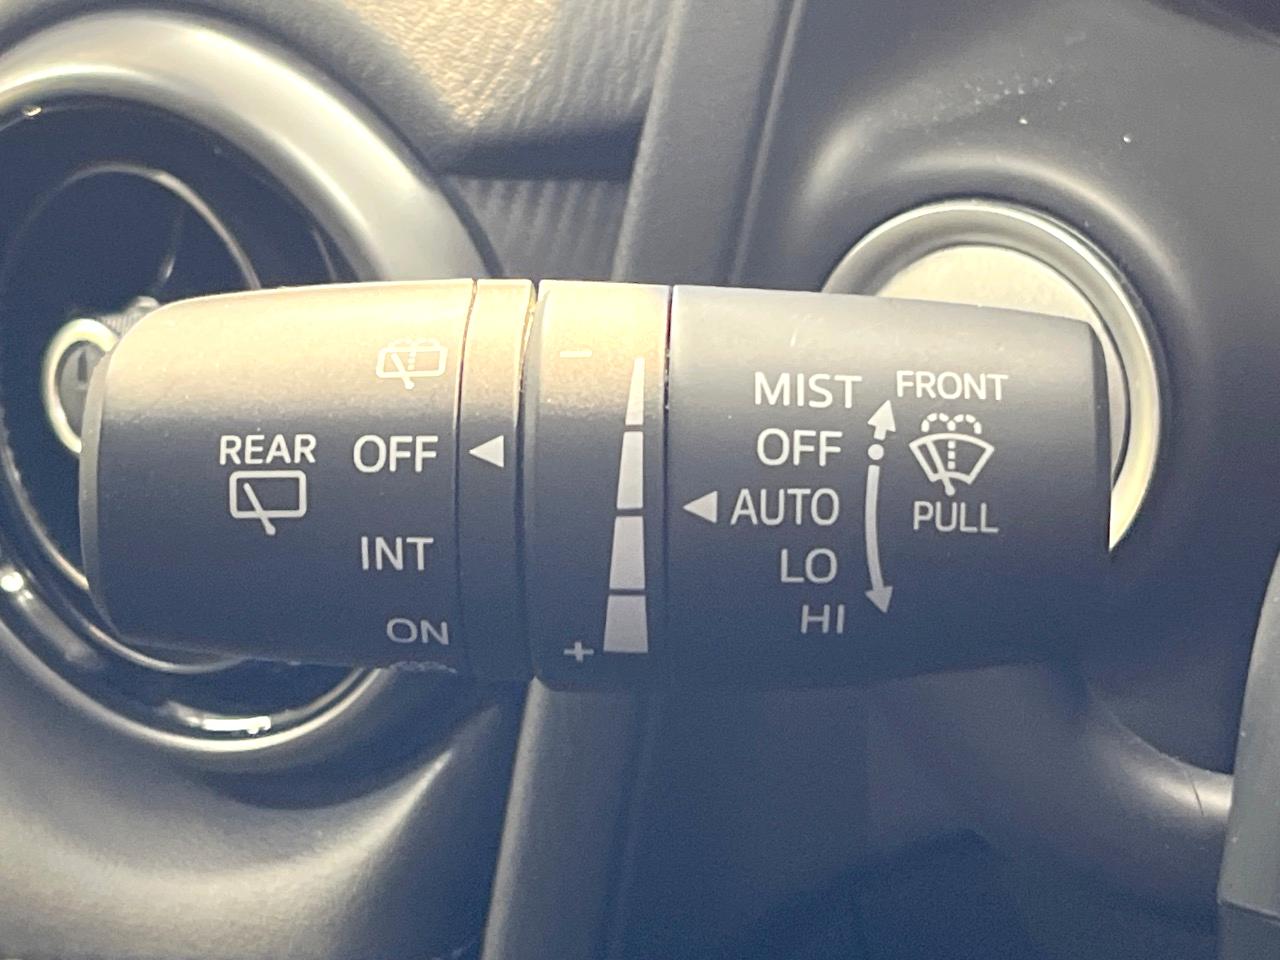 REAR
OFF
INT
ON
−
+
MIST
OFF
AUTO
LO
HI
FRONT
PULL